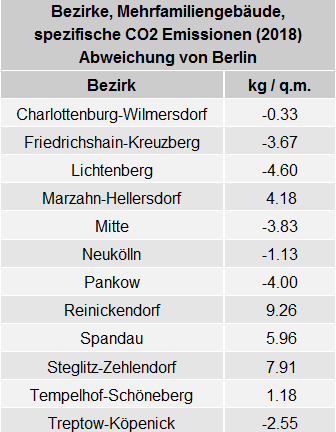 Bezirke, Mehrfamiliengebäude,
spezifische CO2 Emissionen (2018)
Abweichung von Berlin
Bezirk kg / q.m.
Charlottenburg-Wilmersdorf -0.33
Friedrichshain-Kreuzberg -3.67
Lichtenberg -4.60
Marzahn-Hellersdorf 4.18
Mitte -3.83
Neukölln -1.13
Pankow -4.00
Reinickendorf 9.26
Spandau 5.96
Steglitz-Zehlendorf 7.91
Tempelhof-Schöneberg 1.18
Treptow-Köpenick -2.55